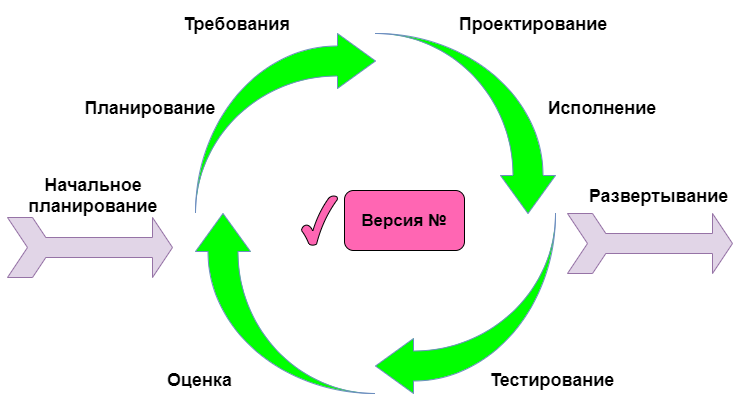 Требования
Проектирование
Планирование
Исполнение
Начальное
планирование
Версия №
Развертывание
Оценка
Тестирование